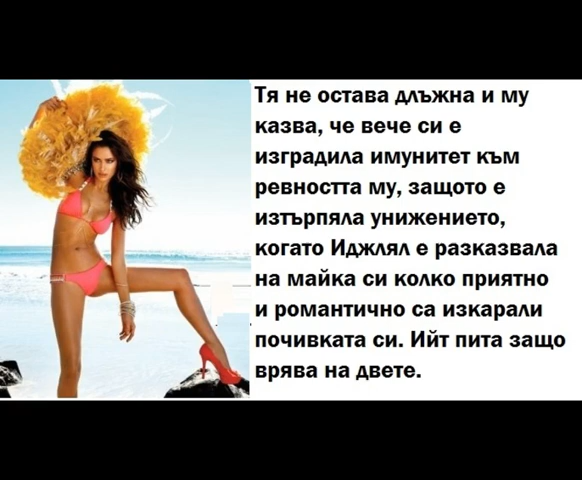 Тя не остава длъжна и му
казва, че вече си е
изградила имунитет към
ревността му, защото е
изтърпяла унижението,
когато Иджлял е разказвала
на майка си колко приятно
и романтично са изкарали
почивката си. Ийт пита защо
врява на двете.